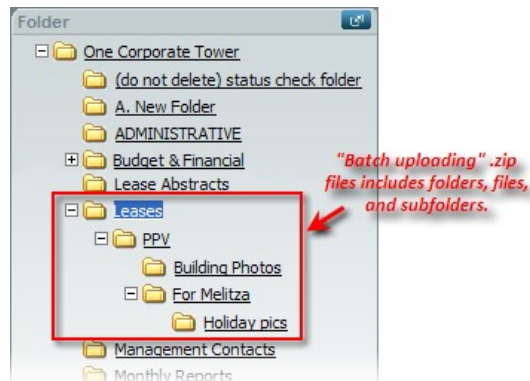 Folder
One Corporate Tower
(do not delete) status check folder
A. New Folder
ADMINISTRATIVE
Budget & Financial
Lease Abstracts
Leases
PPV
Building Photos
For Melitza
Holiday pics
Management Contacts
Monthly Reports
"Batch uploading" .zip
files includes folders, files,
and subfolders.